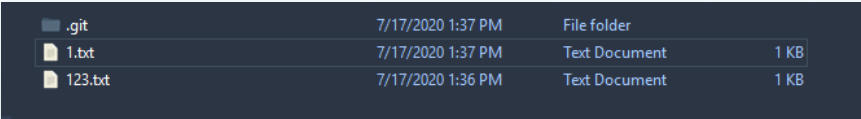 .git 7/17/2020 1:37 PM File folder
1.txt 7/17/2020 1:37 PM Text Document 1 KB
123.txt 7/17/2020 1:36 PM Text Document 1 KB